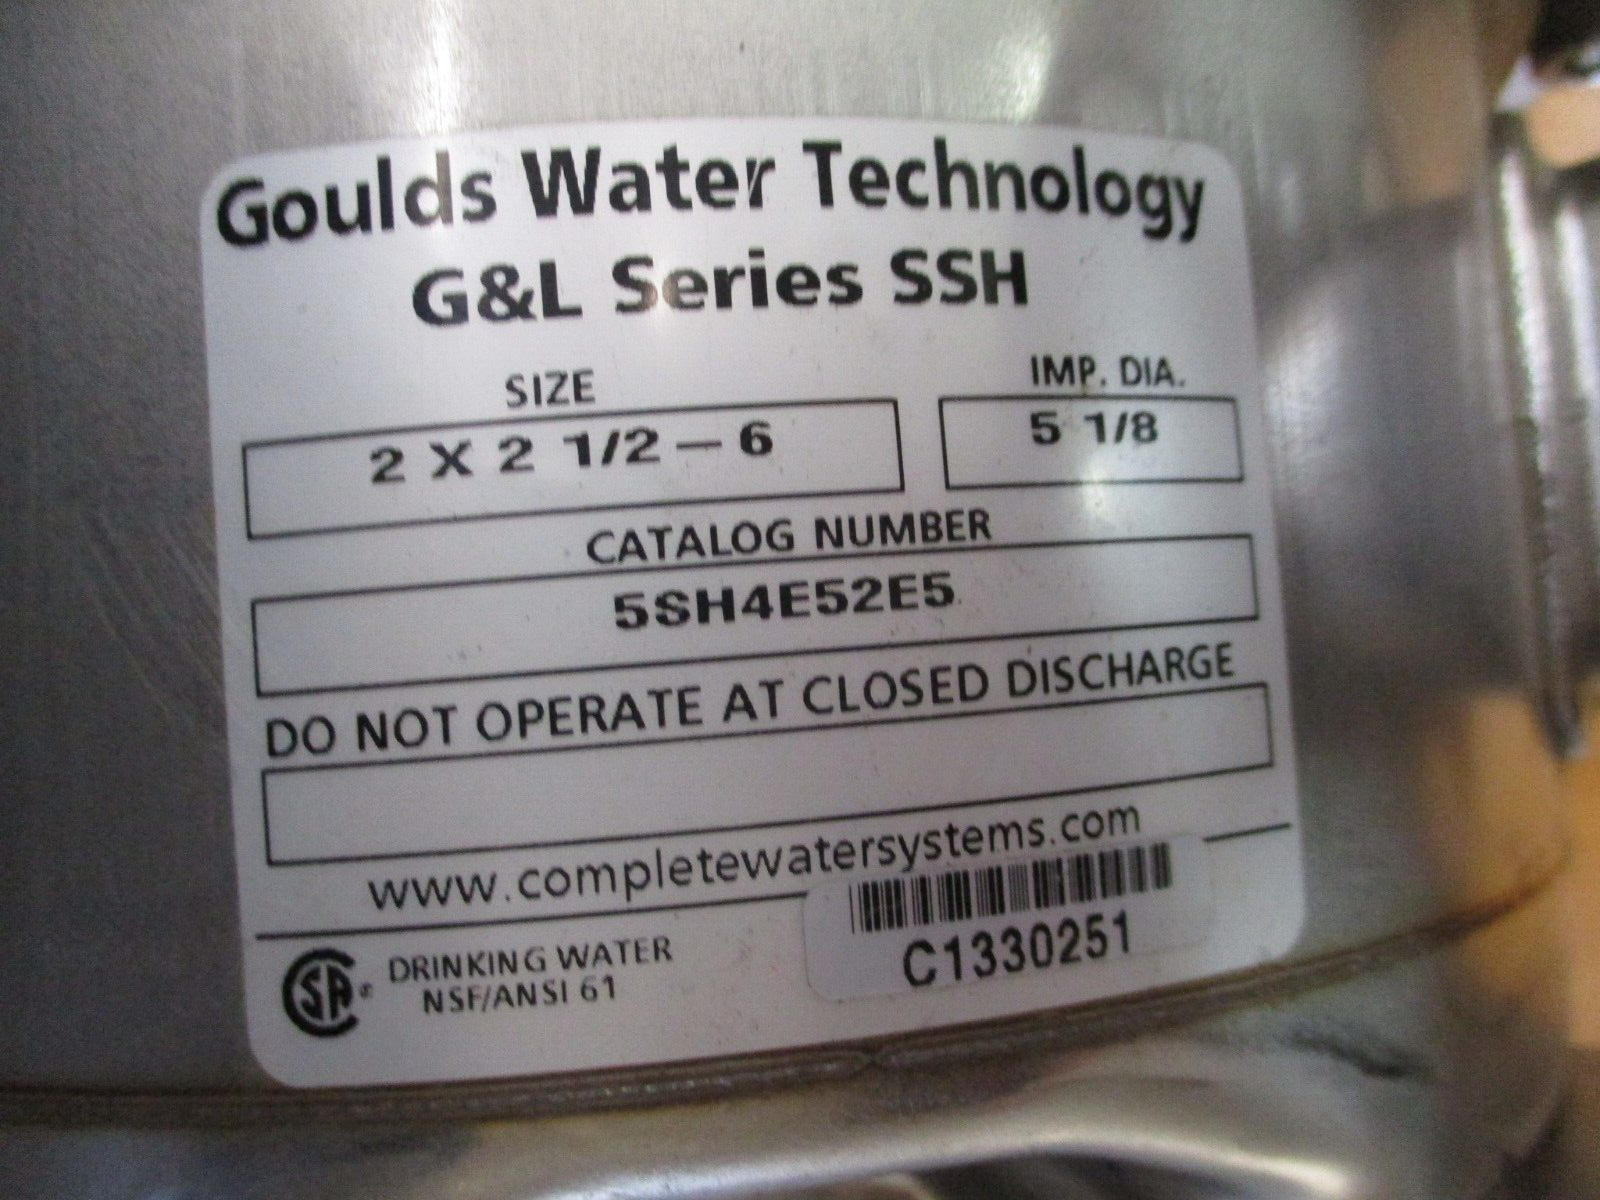 Goulds Water Technology
G&L Series SSH
SIZE
IMP. DIA.
2 X 2 1/2 - 6
5 1/8
CATALOG NUMBER
5SH4E52E5
DO NOT OPERATE AT CLOSED DISCHARGE
www.completewatersystems.com
SA® DRINKING WATER
NSF/ANSI 61
C1330251